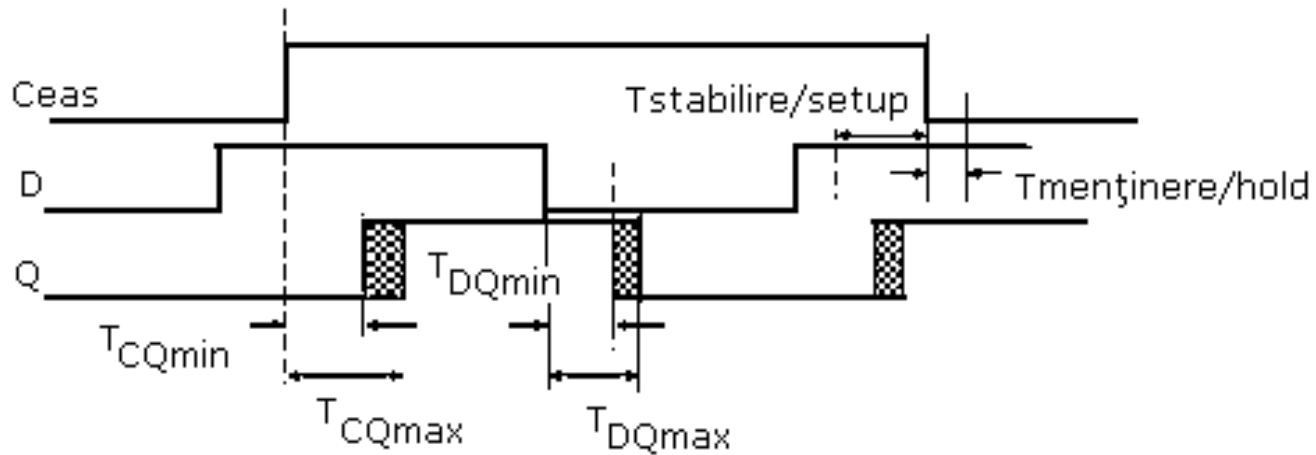 Ceas
Tstabilire/setup
D
Tmenţinere/hold
Q
TDQmin
TCQmin
TCQmax
TDQmax